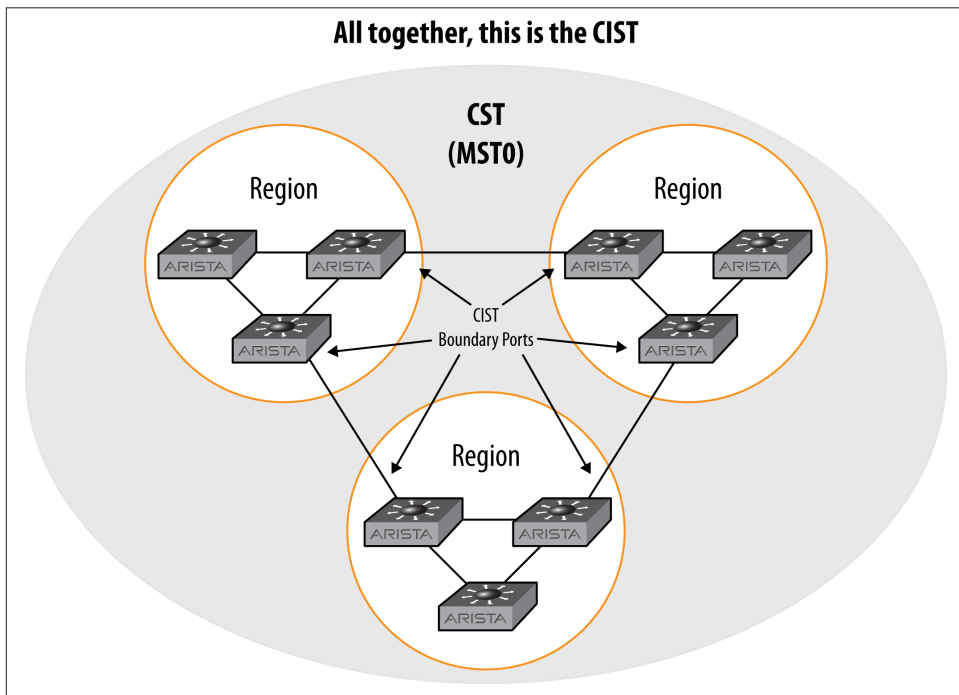 All together, this is the CIST
CST
(MST0)
Region
Region
ARISTA
ARISTA
ARISTA
ARISTA
ARISTA
ARISTA
CIST
Boundary Ports
Region
ARISTA
ARISTA
ARISTA